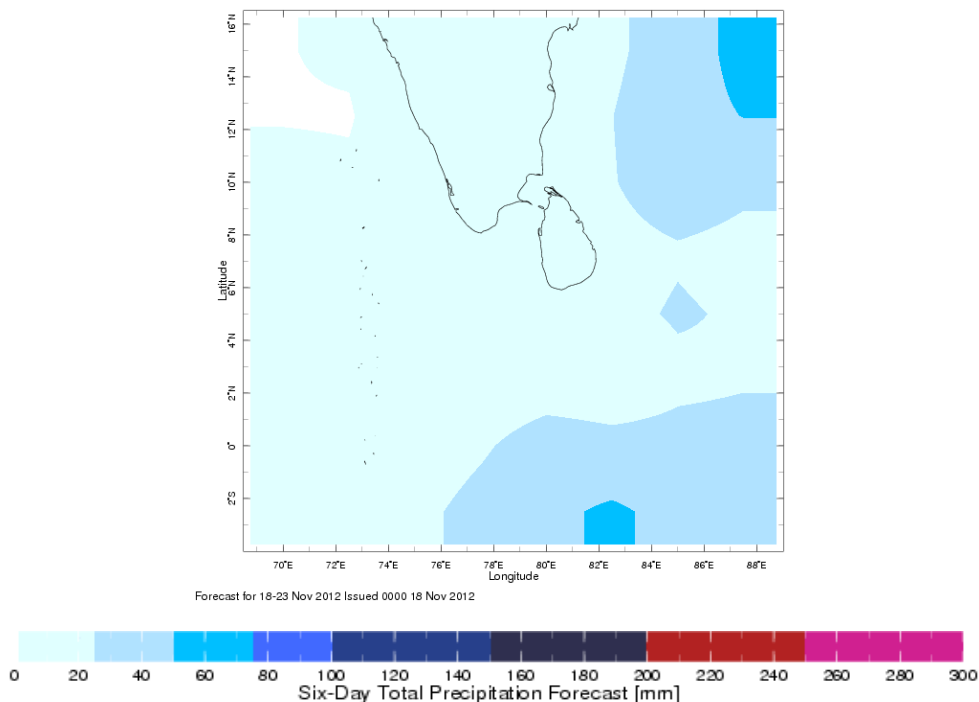 16°N
14°N
12°N
10°N
8°N
6°N
4°N
2°N
0°
2°S
Latitude
70°E 72°E 74°E 76°E 78°E 80°E 82°E 84°E 86°E 88°E
Longitude
Forecast for 18-23 Nov 2012 Issued 0000 18 Nov 2012
0 20 40 60 80 100 120 140 160 180 200 220 240 260 280 300
Six-Day Total Precipitation Forecast [mm]